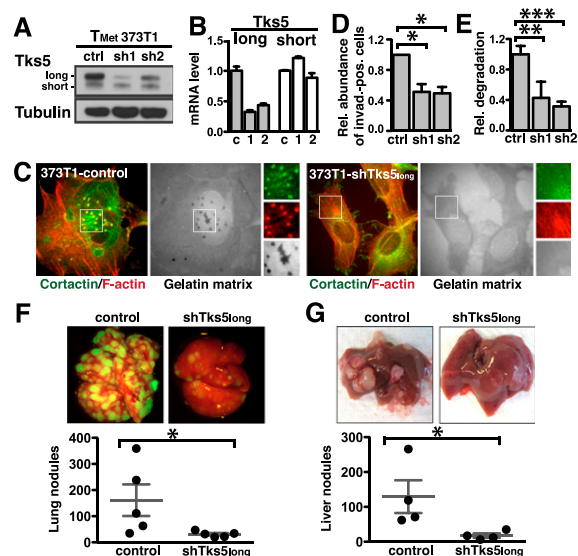 A
T Met 373T1
ctrl sh1 sh2
Tks5
long
short
Tubulin
B
Tks5
long short
mRNA level
1.5
1.0
0.5
0.0
c 1 2 c 1 2
D
Rel. abundance
of invad.-pos. cells
1.2
1.0
0.8
0.6
0.4
0.2
0.0
*
*
ctrl sh1 sh2
E
Rel. degradation
1.2
1.0
0.8
0.6
0.4
0.2
0.0
***
**
ctrl sh1 sh2
C
373T1-control
373T1-shTks5long
Cortactin/F-actin
Gelatin matrix
Cortactin/F-actin
Gelatin matrix
F
control shTks5long
Lung nodules
400
300
200
100
0
*
control shTks5long
G
control shTks5long
Liver nodules
300
200
100
0
*
control shTks5long